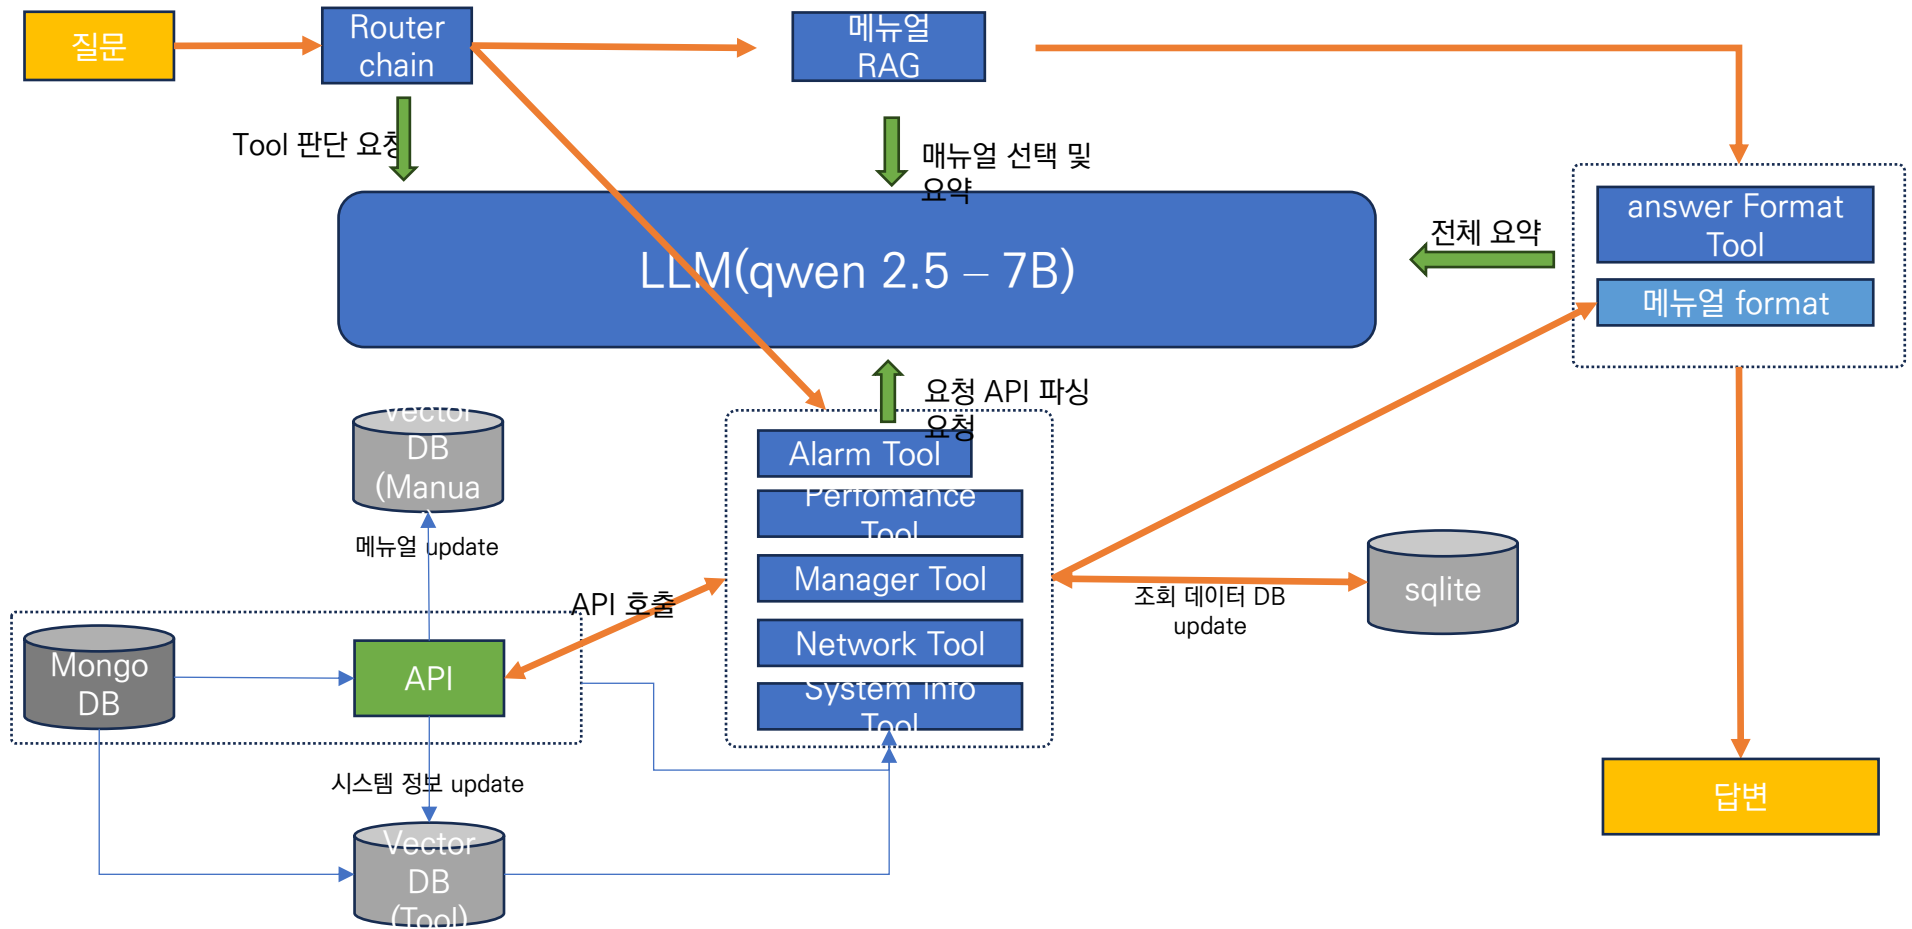 질문
Router
chain
메뉴얼
RAG
Tool 판단 요청
매뉴얼 선택 및
요약
LLM(qwen 2.5 – 7B)
전체 요약
answer Format
Tool
메뉴얼 format
요청 API 파싱
요청
Vector
DB
(Manua
메뉴얼 update
Alarm Tool
Perfomance
Tool
Manager Tool
Network Tool
System info
Tool
API 호출
조회 데이터 DB
update
sqlite
Mongo
DB
API
시스템 정보 update
Vector
DB
(Tool)
답변